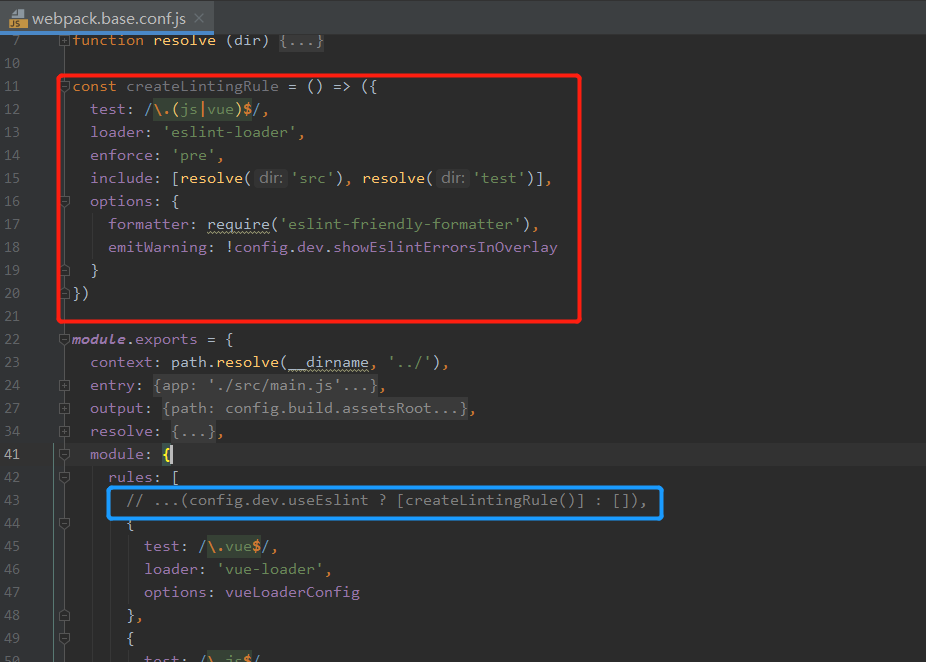 JS webpack.base.conf.js ×
7 function resolve (dir) {...}
10
11 const createLintingRule = () => ({
12 test: /\.(js|vue)$/,
13 loader: 'eslint-loader',
14 enforce: 'pre',
15 include: [resolve( dir: 'src'), resolve( dir: 'test')],
16 options: {
17 formatter: require('eslint-friendly-formatter'),
18 emitWarning: !config.dev.showEslintErrorsInOverlay
19 }
20 })
21
22 module.exports = {
23 context: path.resolve(__dirname, '../'),
24 entry: {app: './src/main.js'...},
27 output: {path: config.build.assetsRoot...},
34 resolve: {...},
41 module: {
42 rules: [
43 // ...(config.dev.useEslint ? [createLintingRule()] : []),
44 {
45 test: /\.vue$/,
46 loader: 'vue-loader',
47 options: vueLoaderConfig
48 },
49 {
50 test: /\.js$/,